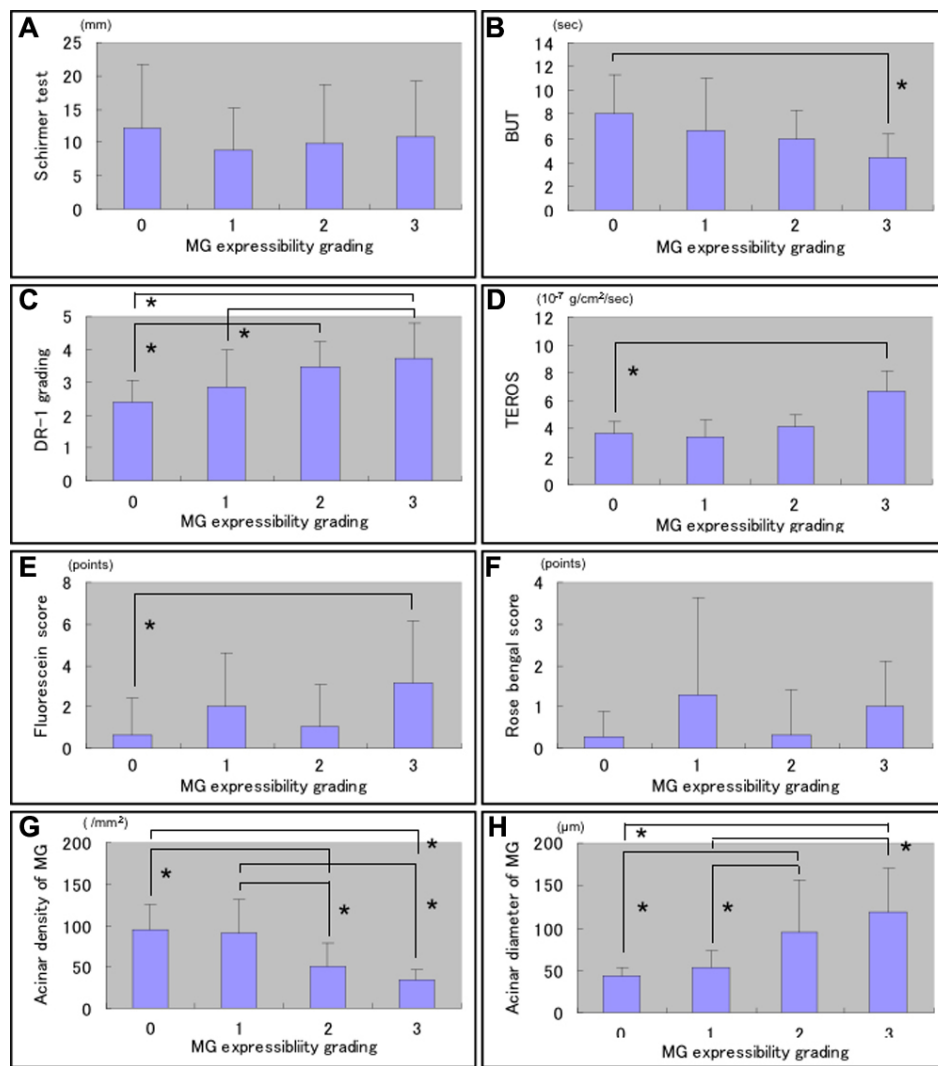 A
(mm)
Schirmer test
25
20
15
10
5
0
0 1 2 3
MG expressibility grading
B
(sec)
BUT
14
12
10
8
6
4
2
0
*
0 1 2 3
MG expressibility grading
C
DR-1 grading
5
4
3
2
1
0
*
*
*
0 1 2 3
MG expressibility grading
D
(10-7 g/cm2/sec)
TEROS
12
10
8
6
4
2
0
*
0 1 2 3
MG expressibility grading
E
(points)
Fluorescein score
8
6
4
2
0
*
0 1 2 3
MG expressibility grading
F
(points)
Rose bengal score
4
3
2
1
0
0 1 2 3
MG expressibility grading
G
( /mm2)
Acinar density of MG
200
150
100
50
0
*
*
*
*
0 1 2 3
MG expressibliity grading
H
(µm)
Acinar diameter of MG
200
150
100
50
0
*
*
*
*
0 1 2 3
MG expressibility grading